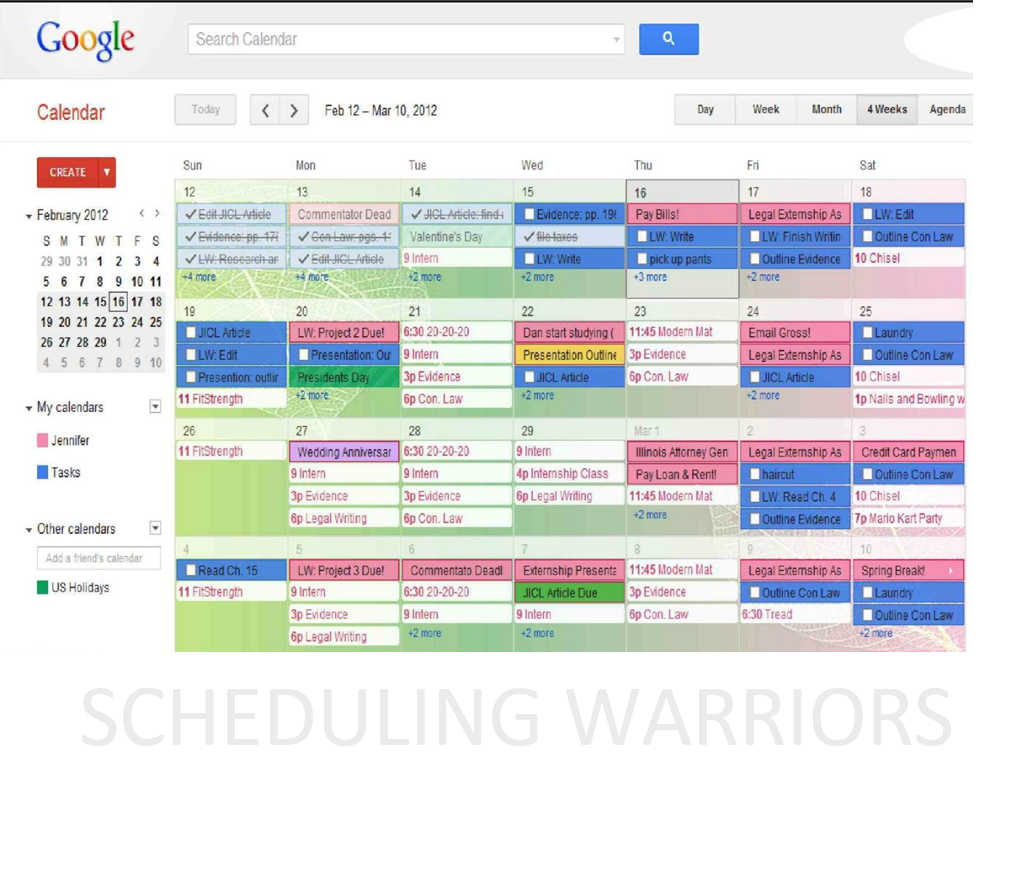 Google
Search Calendar
Calendar
Today
Feb 12 – Mar 10, 2012
Day Week Month 4 Weeks Agenda
CREATE
Sun Mon Tue Wed Thu Fri Sat
February 2012
S M T W T F S
29 30 31 1 2 3 4
5 6 7 8 9 10 11
12 13 14 15 16 17 18
19 20 21 22 23 24 25
26 27 28 29 1 2 3
4 5 6 7 8 9 10
My calendars
Jennifer
Tasks
Other calendars
Add a friend's calendar
US Holidays
12 13 14 15 16 17 18
Edit JICL Article Commentator Dead JICL Article: find Evidence: pp. 19 Pay Bills! Legal Externship As LW: Edit
Evidence: pp. 17 Con Law: pgs. 1 Valentine's Day file taxes LW: Write LW: Finish Writin Outline Con Law
LW: Research ar Edit JICL Article 9 Intern LW: Write pick up pants Outline Evidence 10 Chisel
+4 more +4 more +2 more +2 more +3 more +2 more
19 20 21 22 23 24 25
JICL Article LW: Project 2 Due! 6:30 20-20-20 Dan start studying ( 11:45 Modern Mat Email Gross! Laundry
LW: Edit Presentation: Our 9 Intern Presentation Outline 3p Evidence Legal Externship As Outline Con Law
Presention: outlir Presidents Day 3p Evidence JICL Article 6p Con. Law JICL Article 10 Chisel
11 FitStrength +2 more 6p Con. Law +2 more +2 more 1p Nails and Bowling w
26 27 28 29 Mar 1 2 3
11 FitStrength Wedding Anniversar 6:30 20-20-20 9 Intern Illinois Attorney Gen Legal Externship As Credit Card Paymen
9 Intern 9 Intern 4p Internship Class Pay Loan & Rent! haircut Outline Con Law
3p Evidence 3p Evidence 6p Legal Writing 11:45 Modern Mat LW: Read Ch. 4 10 Chisel
6p Legal Writing 6p Con. Law +2 more Outline Evidence 7p Mario Kart Party
4 5 6 7 8 9 10
Read Ch. 15 LW: Project 3 Due! Commentato Deadl Externship Presenta 11:45 Modern Mat Legal Externship As Spring Break!
11 FitStrength 9 Intern 6:30 20-20-20 JICL Article Due 3p Evidence Outline Con Law Laundry
3p Evidence 9 Intern 9 Intern 6p Con. Law 6:30 Tread Outline Con Law
6p Legal Writing +2 more +2 more +2 more
SCHEDULING WARRIORS